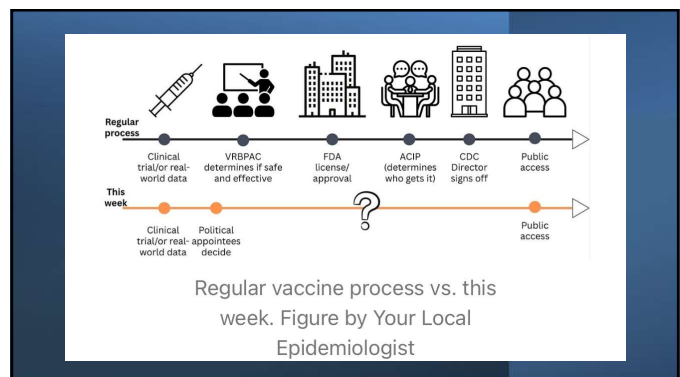 Regular
process
Clinical
trial/or real-
world data
VRBPAC
determines if safe
and effective
FDA
license/
approval
ACIP
(determines
who gets it)
CDC
Director
signs off
Public
access
This
week
?
Clinical
trial/or real-
world data
Political
appointees
decide
Public
access
Regular vaccine process vs. this
week. Figure by Your Local
Epidemiologist